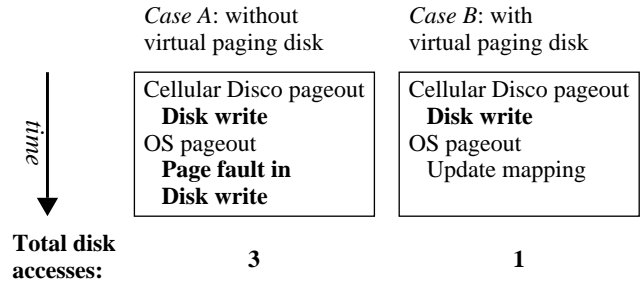 Case A: without
virtual paging disk
Case B: with
virtual paging disk
time
Cellular Disco pageout
Disk write
OS pageout
Page fault in
Disk write
Cellular Disco pageout
Disk write
OS pageout
Update mapping
Total disk
accesses:
3
1